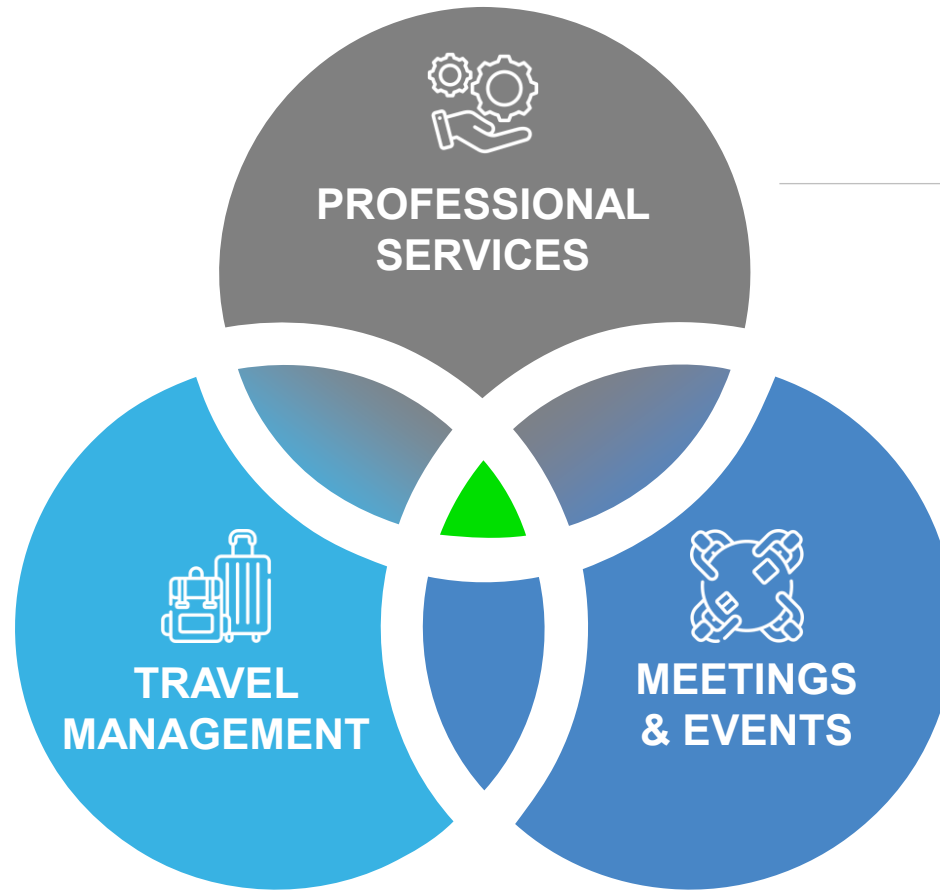 PROFESSIONAL
SERVICES
TRAVEL
MANAGEMENT
MEETINGS
& EVENTS